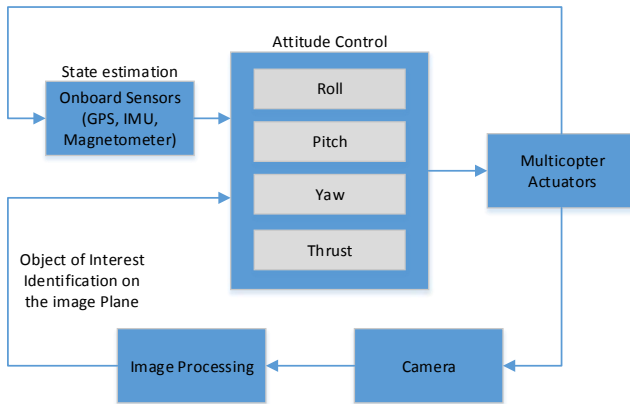 Attitude Control
State estimation
Onboard Sensors
(GPS, IMU,
Magnetometer)
Roll
Pitch
Yaw
Thrust
Multicopter
Actuators
Object of Interest
Identification on
the image Plane
Image Processing
Camera